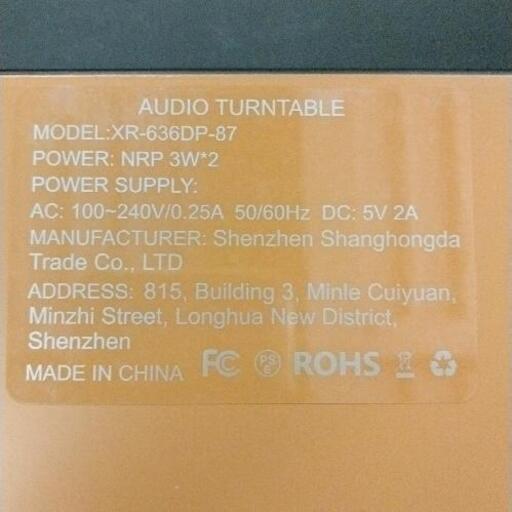 AUDIO TURNTABLE
MODEL:XR-636DP-87
POWER: NRP 3W*2
POWER SUPPLY:
AC: 100~240V/0.25A 50/60Hz DC: 5V 2A
MANUFACTURER: Shenzhen Shanghongda
Trade Co., LTD
ADDRESS: 815, Building 3, Minle Cuiyuan,
Minzhi Street, Longhua New District,
Shenzhen
MADE IN CHINA FC PS E ROHS